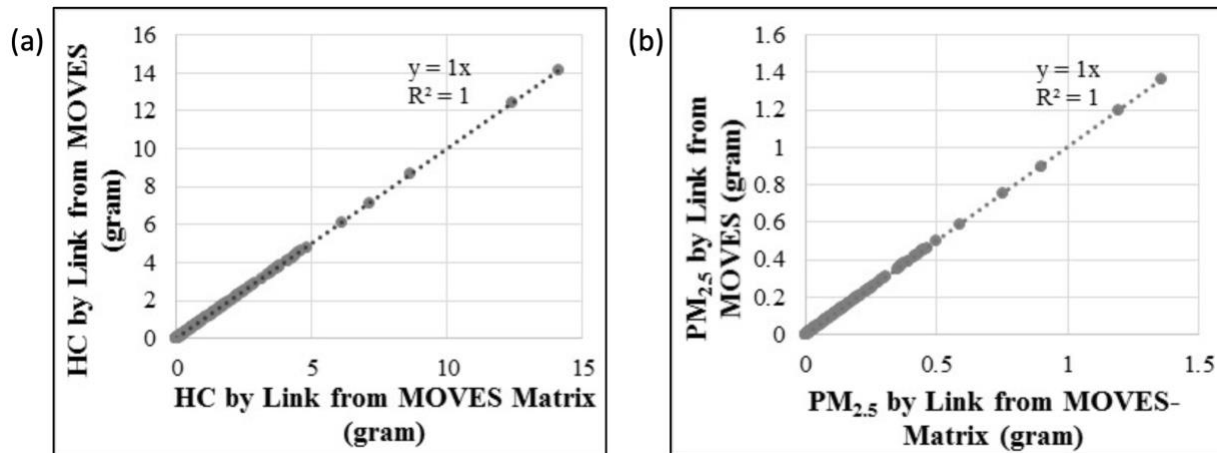 (a)
HC by Link from MOVES
(gram)
16
14
12
10
8
6
4
2
0
y = 1x
R² = 1
0 5 10 15
HC by Link from MOVES Matrix
(gram)
(b)
PM₂.₅ by Link from
MOVES (gram)
1.6
1.4
1.2
1
0.8
0.6
0.4
0.2
0
y = 1x
R² = 1
0 0.5 1 1.5
PM₂.₅ by Link from MOVES-
Matrix (gram)